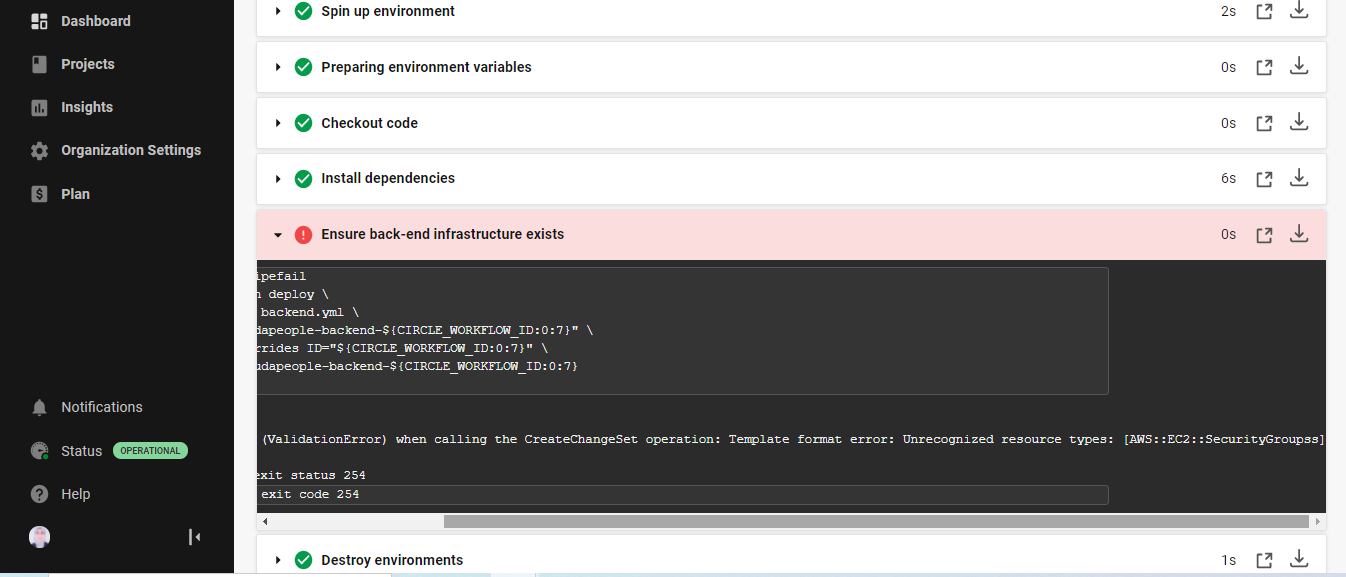 Dashboard
Projects
Insights
Organization Settings
$ Plan
Notifications
Status OPERATIONAL
? Help
Spin up environment 2s
Preparing environment variables 0s
Checkout code 0s
Install dependencies 6s
! Ensure back-end infrastructure exists 0s
ipefail
n deploy \
backend.yml \
dapeople-backend-${CIRCLE_WORKFLOW_ID:0:7}" \
rrides ID="${CIRCLE_WORKFLOW_ID:0:7}" \
udapeople-backend-${CIRCLE_WORKFLOW_ID:0:7}
(ValidationError) when calling the CreateChangeSet operation: Template format error: Unrecognized resource types: [AWS::EC2::SecurityGroupss]
exit status 254
exit code 254
Destroy environments 1s